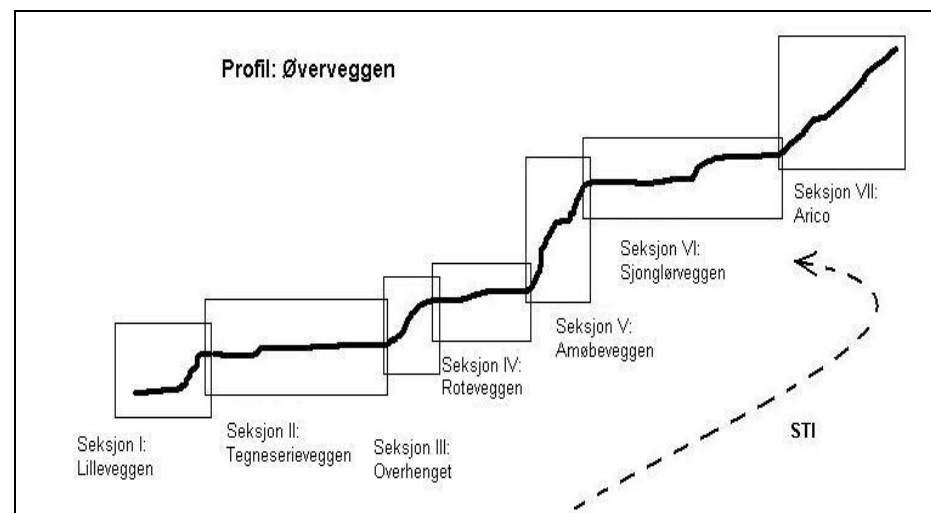 Profil: Øverveggen
Seksjon I:
Lilleveggen
Seksjon II:
Tegneserieveggen
Seksjon III:
Overhenget
Seksjon IV:
Roteveggen
Seksjon V:
Amøbeveggen
Seksjon VI:
Sjonglørveggen
Seksjon VII:
Arico
STI